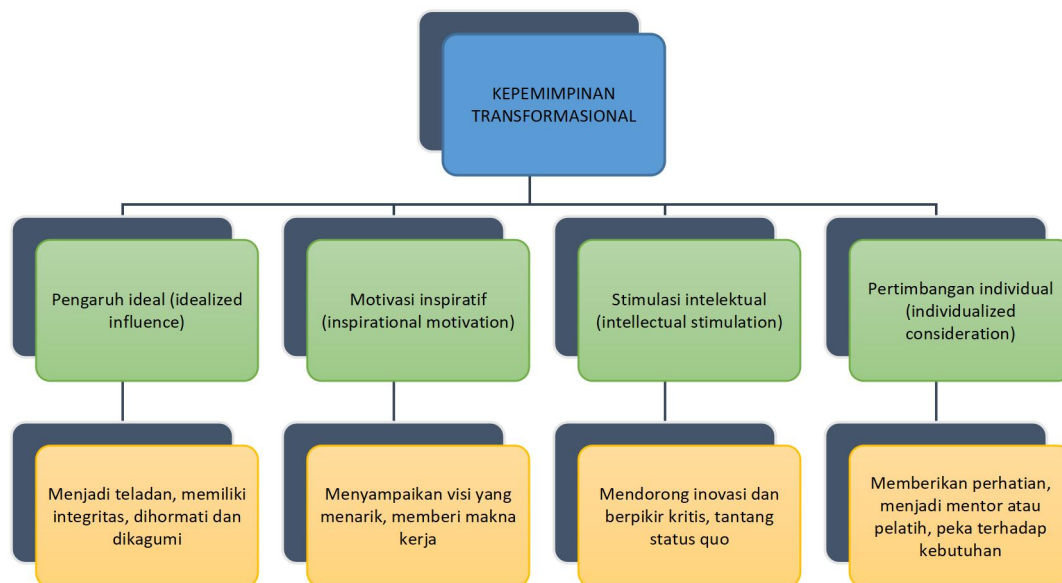 KEPEMIMPINAN
TRANSFORMASIONAL
Pengaruh ideal (idealized
influence)
Motivasi inspiratif
(inspirational motivation)
Stimulasi intelektual
(intellectual stimulation)
Pertimbangan individual
(individualized
consideration)
Menjadi teladan, memiliki
integritas, dihormati dan
dikagumi
Menyampaikan visi yang
menarik, memberi makna
kerja
Mendorong inovasi dan
berpikir kritis, tantang
status quo
Memberikan perhatian,
menjadi mentor atau
pelatih, peka terhadap
kebutuhan